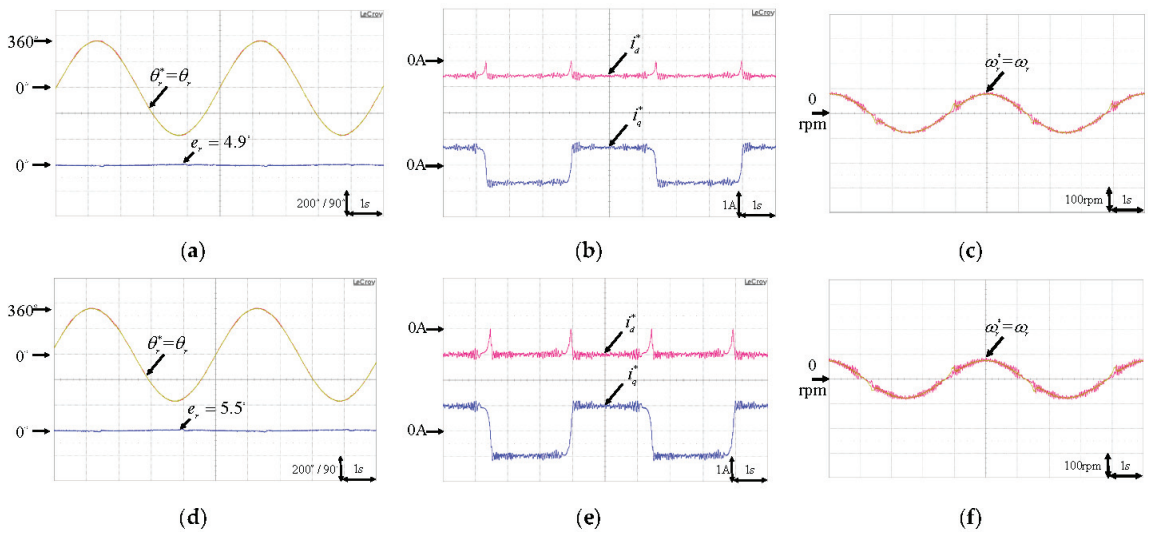 LeCroy
360°
θr*=θr
0°
er = 4.9°
0°
200° / 90° 1s
(a)
LeCroy
0A
id*
iq*
0A
1A 1s
(b)
ωr*=ωr
0
rpm
100rpm 1s
(c)
LeCroy
360°
θr*=θr
0°
er = 5.5°
0°
200° / 90° 1s
(d)
LeCroy
0A
id*
iq*
0A
1A 1s
(e)
ωr*=ωr
0
rpm
100rpm 1s
(f)